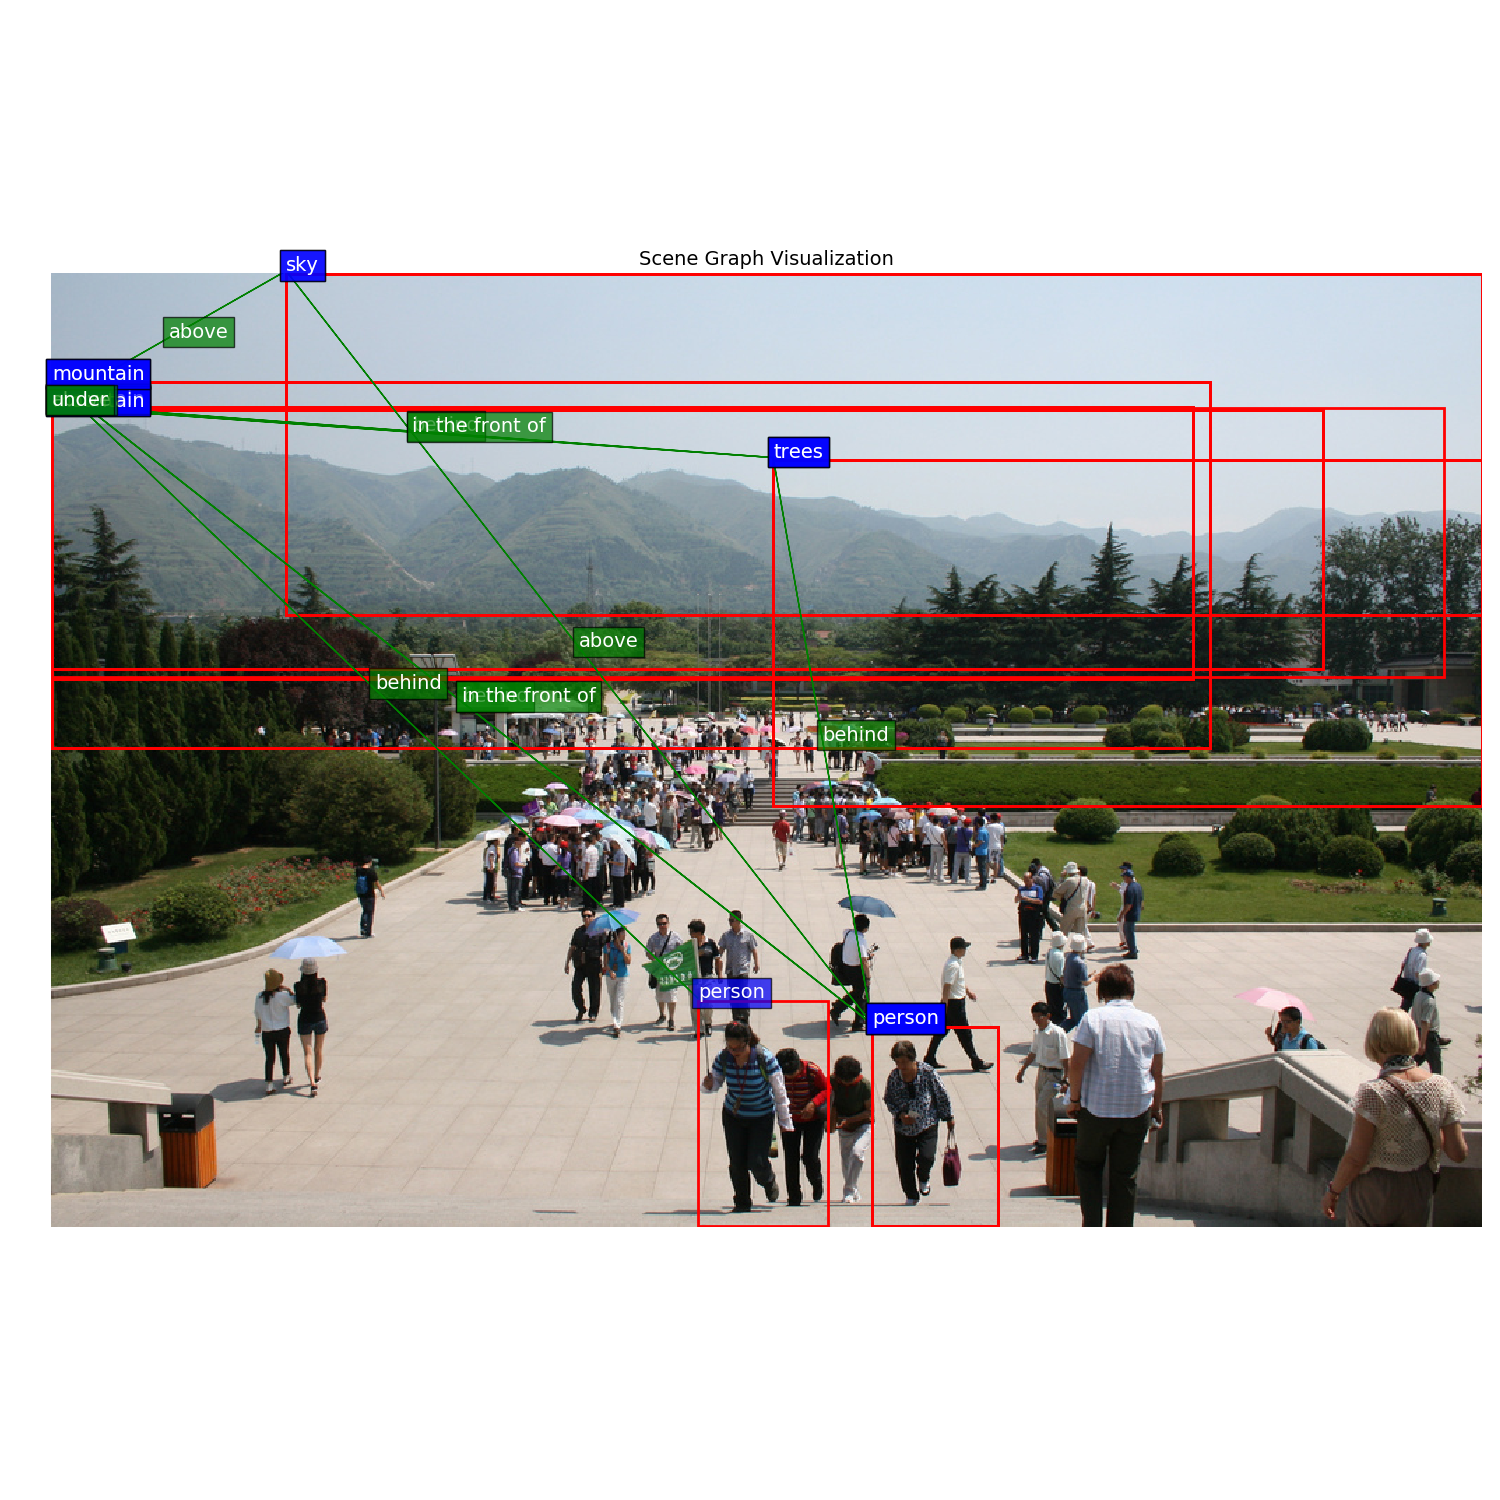 Scene Graph Visualization
sky
above
mountain
under
ain
in the front of
trees
above
behind
in the front of
behind
person
person